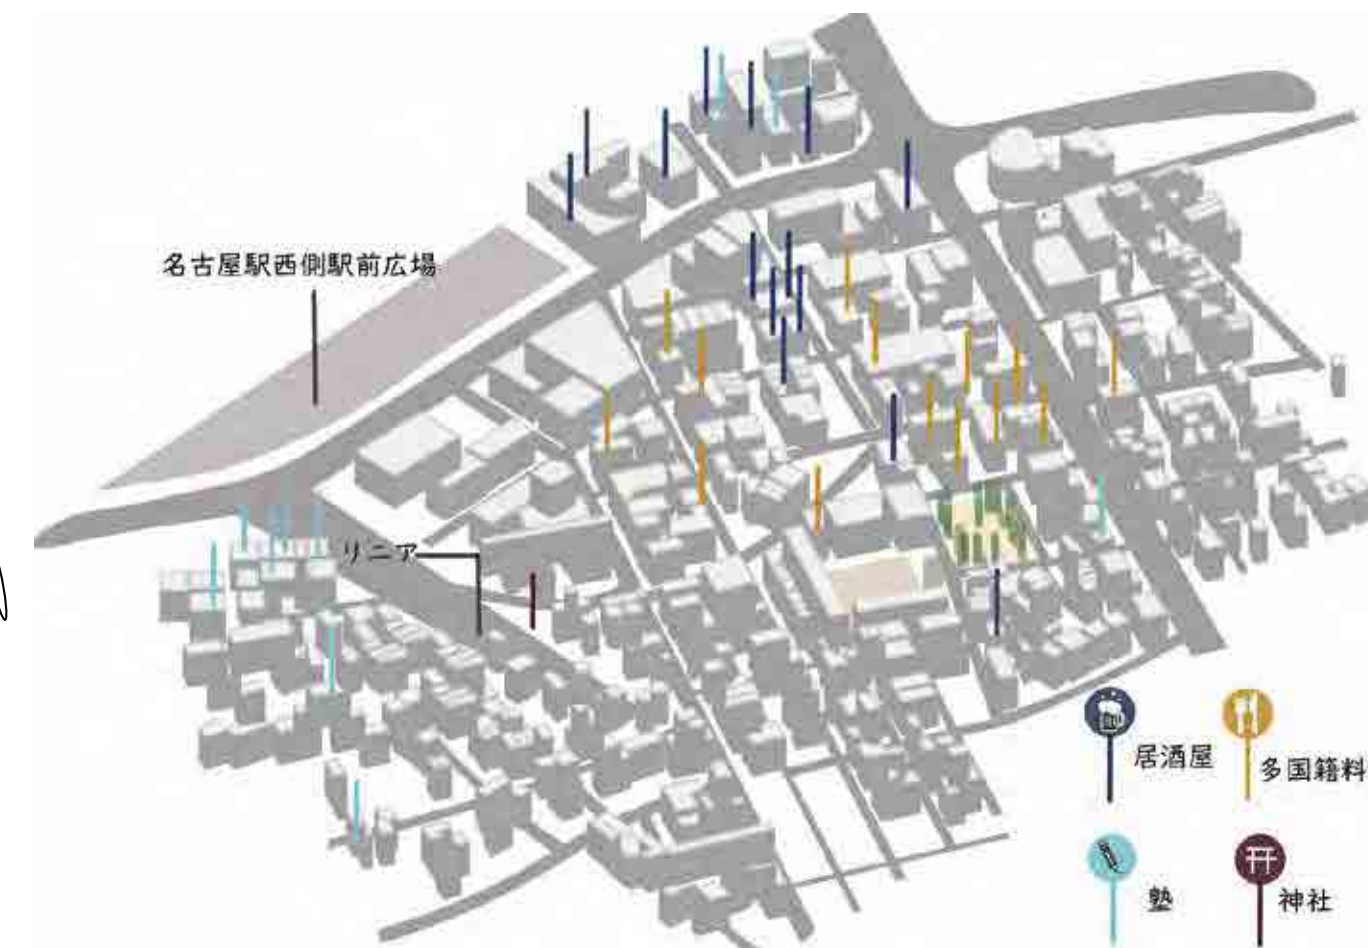 名古屋駅西側駅前広場
リニア
居酒屋
多国籍料
塾
神社